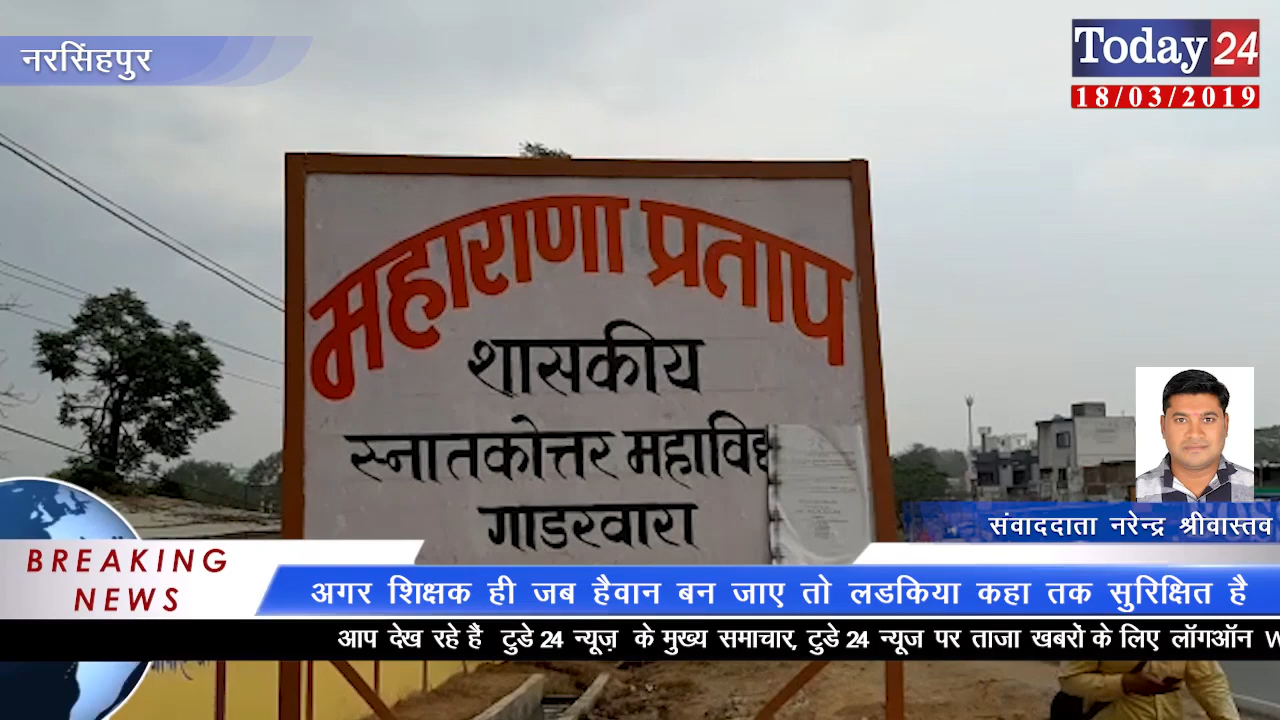 नरसिंहपुर
Today 24
18/03/2019
महाराणा प्रताप
शासकीय
स्नातकोत्तर महाविद्य
गाडरवारा
संवाददाता नरेन्द्र श्रीवास्तव
BREAKING
NEWS
अगर शिक्षक ही जब हैवान बन जाए तो लडकिया कहा तक सुरिक्षित है
आप देख रहे हैं टुडे 24 न्यूज़ के मुख्य समाचार, टुडे 24 न्यूज पर ताजा खबरों के लिए लॉगऑन W